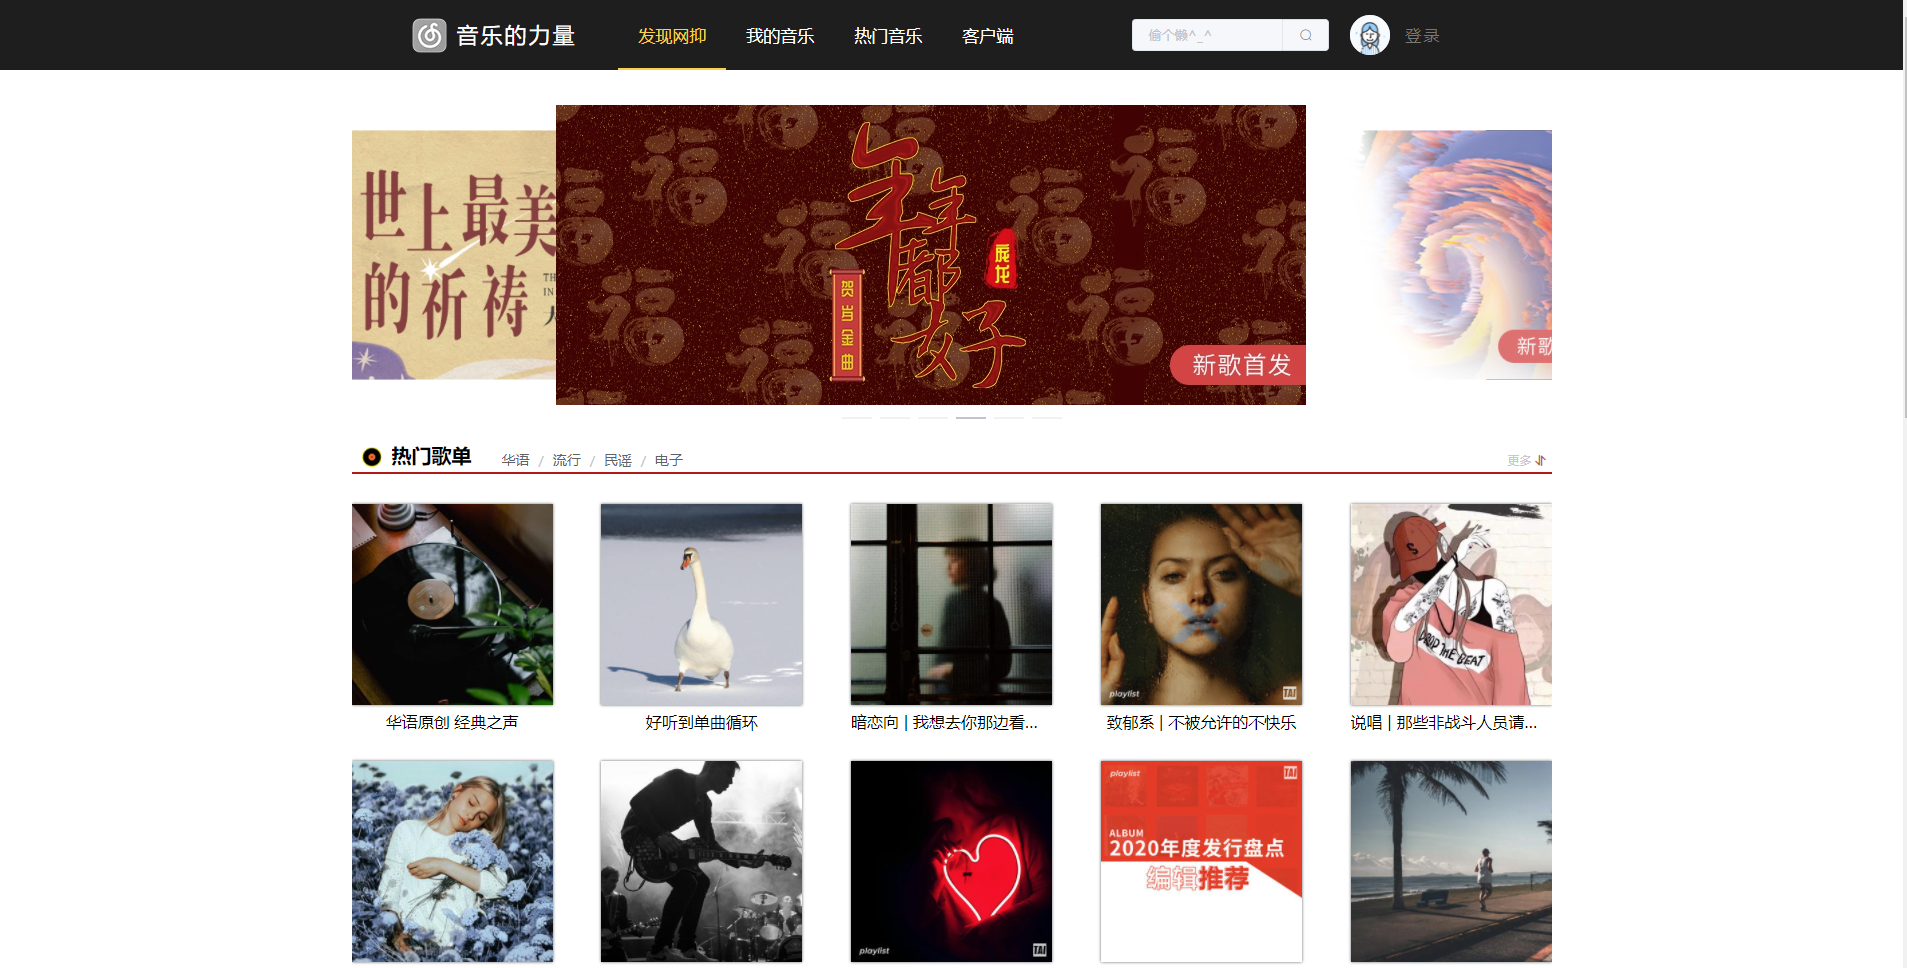 音乐的力量
发现网抑
我的音乐
热门音乐
客户端
偷个懒^_^
登录
世上最美
的祈祷
TH
IN
年年都好
庞龙
贺岁金曲
新歌首发
新歌
热门歌单
华语 / 流行 / 民谣 / 电子
更多
playlist
TAI
S
DROP THE BEAT
华语原创 经典之声
好听到单曲循环
暗恋向 | 我想去你那边看...
致郁系 | 不被允许的不快乐
说唱 | 那些非战斗人员请...
playlist
TAI
playlist
TAI
ALBUM
2020年度发行盘点
编辑推荐